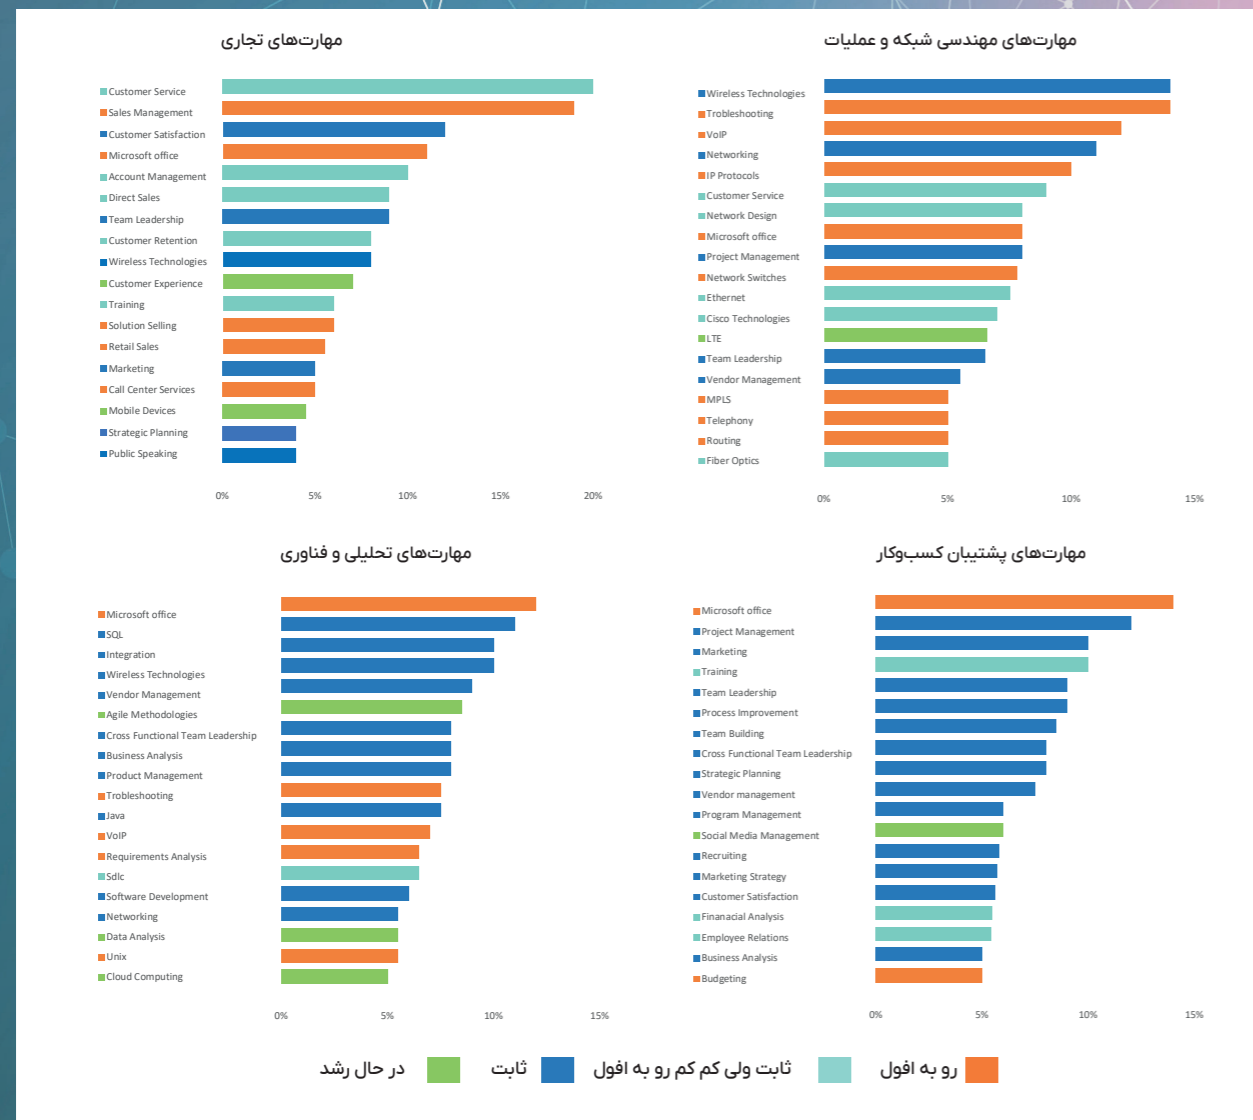 مهارت‌های تجاری
Customer Service
Sales Management
Customer Satisfaction
Microsoft office
Account Management
Direct Sales
Team Leadership
Customer Retention
Wireless Technologies
Customer Experience
Training
Solution Selling
Retail Sales
Marketing
Call Center Services
Mobile Devices
Strategic Planning
Public Speaking
0% 5% 10% 15% 20%
مهارت‌های مهندسی شبکه و عملیات
Wireless Technologies
Trobleshooting
VoIP
Networking
IP Protocols
Customer Service
Network Design
Microsoft office
Project Management
Network Switches
Ethernet
Cisco Technologies
LTE
Team Leadership
Vendor Management
MPLS
Telephony
Routing
Fiber Optics
0% 5% 10% 15%
مهارت‌های تحلیلی و فناوری
Microsoft office
SQL
Integration
Wireless Technologies
Vendor Management
Agile Methodologies
Cross Functional Team Leadership
Business Analysis
Product Management
Trobleshooting
Java
VoIP
Requirements Analysis
Sdlc
Software Development
Networking
Data Analysis
Unix
Cloud Computing
0% 5% 10% 15%
مهارت‌های پشتیبان کسب‌وکار
Microsoft office
Project Management
Marketing
Training
Team Leadership
Process Improvement
Team Building
Cross Functional Team Leadership
Strategic Planning
Vendor management
Program Management
Social Media Management
Recruiting
Marketing Strategy
Customer Satisfaction
Finanacial Analysis
Employee Relations
Business Analysis
Budgeting
0% 5% 10% 15%
رو به افول ثابت ولی کم کم رو به افول ثابت در حال رشد